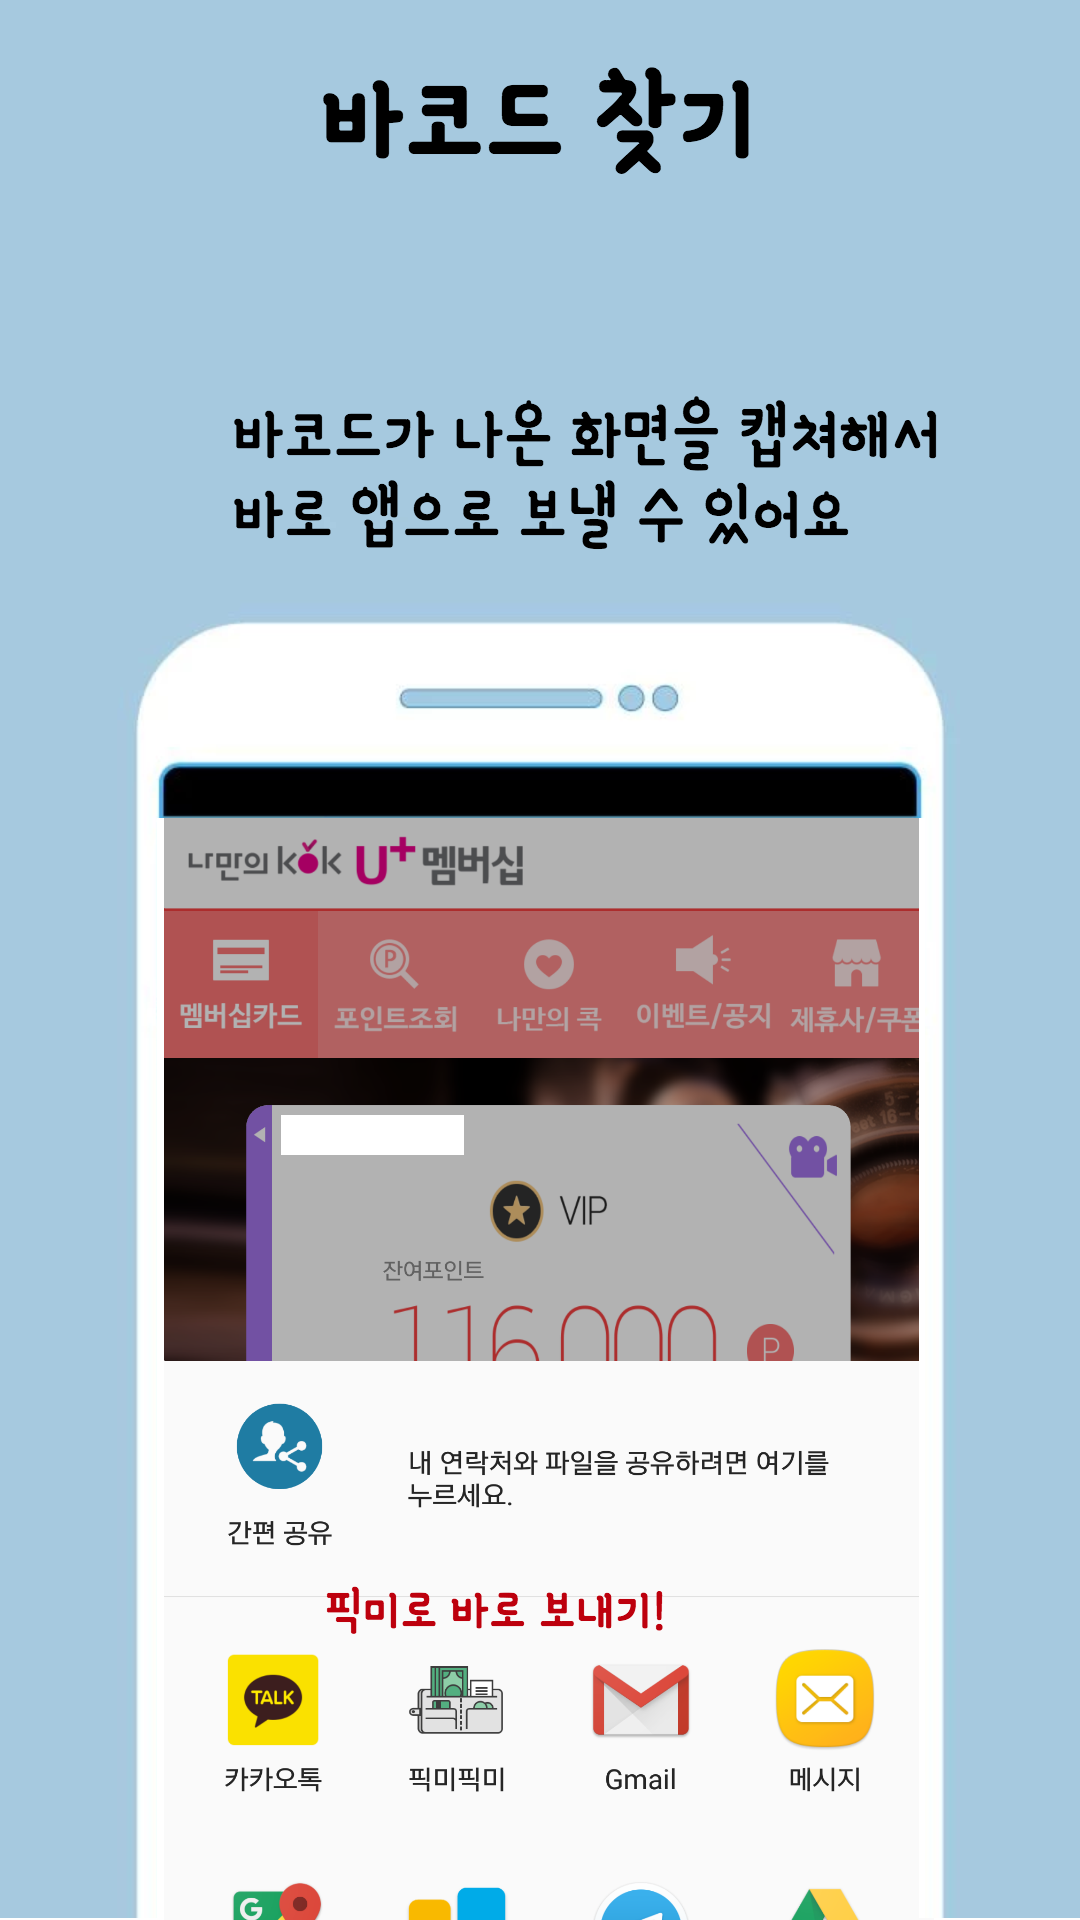 바코드 찾기
바코드가 나온 화면을 캡쳐해서
바로 앱으로 보낼 수 있어요
나만의 kok U+ 멤버십
멤버십카드 포인트조회 나만의 콕 이벤트/공지 제휴사/쿠폰
VIP
잔여포인트
116,000 P
내 연락처와 파일을 공유하려면 여기를
누르세요.
간편 공유
픽미로 바로 보내기!
TALK
카카오톡 픽미픽미 Gmail 메시지
G